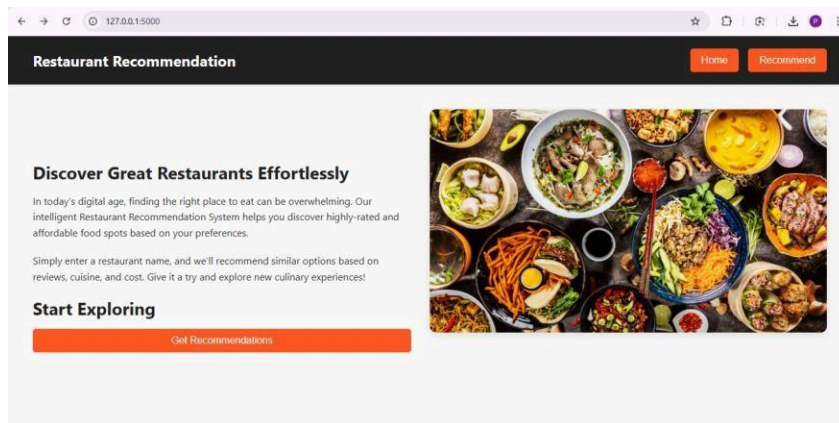 127.0.0.1:5000
P
Restaurant Recommendation
Home
Recommend
Discover Great Restaurants Effortlessly
In today's digital age, finding the right place to eat can be overwhelming. Our
intelligent Restaurant Recommendation System helps you discover highly-rated and
affordable food spots based on your preferences.
Simply enter a restaurant name, and we'll recommend similar options based on
reviews, cuisine, and cost. Give it a try and explore new culinary experiences!
Start Exploring
Get Recommendations